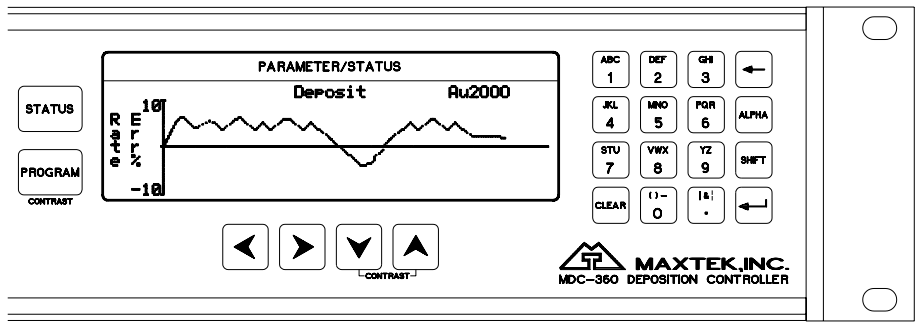 PARAMETER/STATUS
Deposit Au2000
10
Rate
Err%
-10
STATUS
PROGRAM
CONTRAST
CONTRAST
ABC DEF GHI
1 2 3
JKL MNO PQR
4 5 6 ALPHA
STU VWX YZ
7 8 9 SHIFT
CLEAR ( ) - |&¦
0 .
MAXTEK,INC.
MDC-360 DEPOSITION CONTROLLER